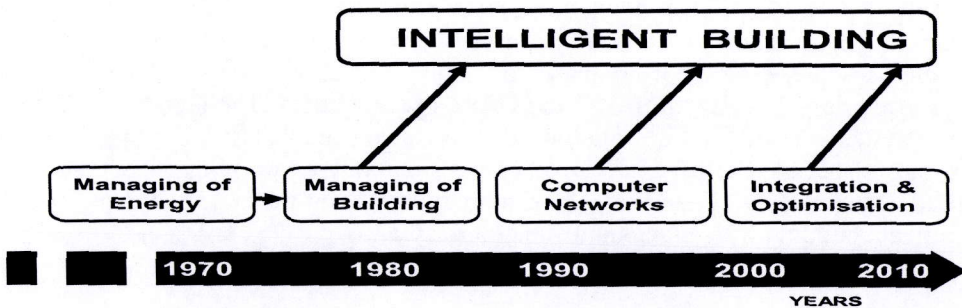 INTELLIGENT BUILDING
Managing of
Energy
Managing of
Building
Computer
Networks
Integration &
Optimisation
1970 1980 1990 2000 2010
YEARS